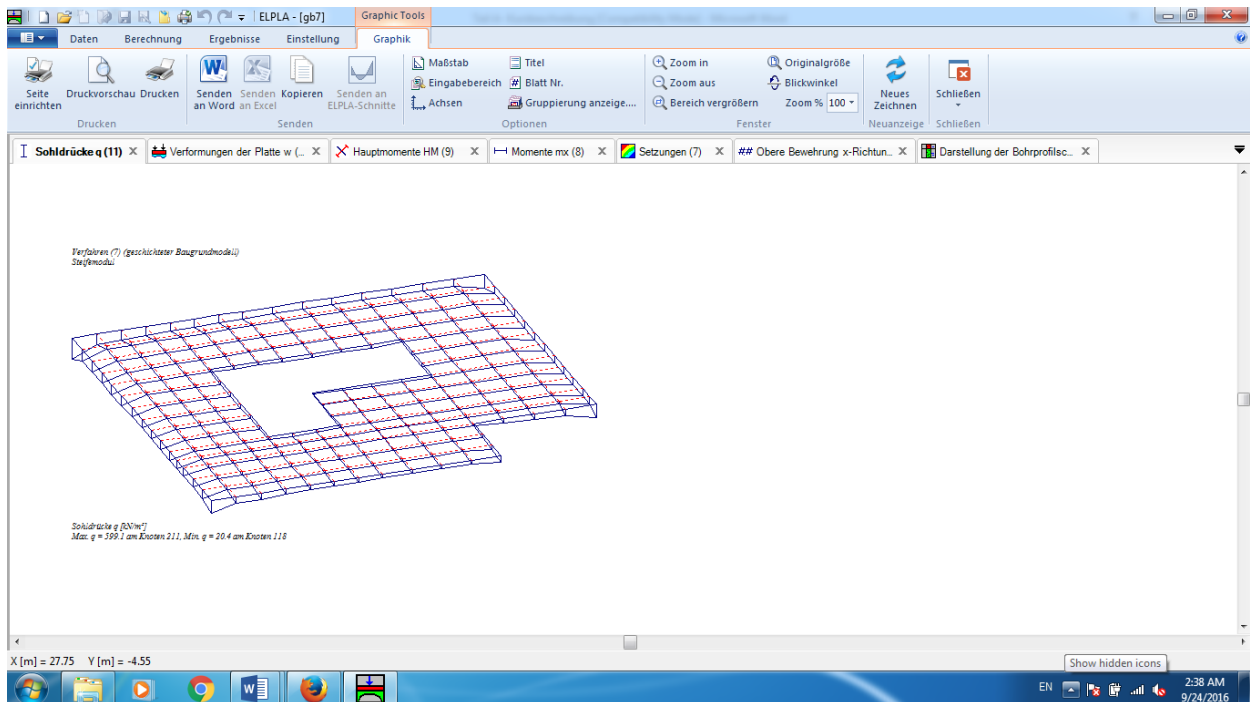 ELPLA - [gb7]
Graphic Tools
Daten Berechnung Ergebnisse Einstellung Graphik
Seite einrichten
Druckvorschau
Drucken
Drucken
Senden an Word
Senden an Excel
Kopieren
Senden an ELPLA-Schnitte
Senden
Maßstab
Eingabebereich
Achsen
Titel
Blatt Nr.
Gruppierung anzeige....
Optionen
Zoom in
Zoom aus
Bereich vergrößern
Originalgröße
Blickwinkel
Zoom % 100
Fenster
Neues Zeichnen
Neuanzeige
Schließen
Schließen
Sohldrücke q (11) X Verformungen der Platte w (... X Hauptmomente HM (9) X Momente mx (8) X Setzungen (7) X ## Obere Bewehrung x-Richtun... X Darstellung der Bohrprofilsc... X
Verfahren (7) (geschichteter Baugrundmodell)
Steifemodul
Sohldrücke q [kN/m²]
Max. q = 599.1 am Knoten 211, Min. q = 20.4 am Knoten 118
X [m] = 27.75 Y [m] = -4.55
Show hidden icons
EN
2:38 AM
9/24/2016